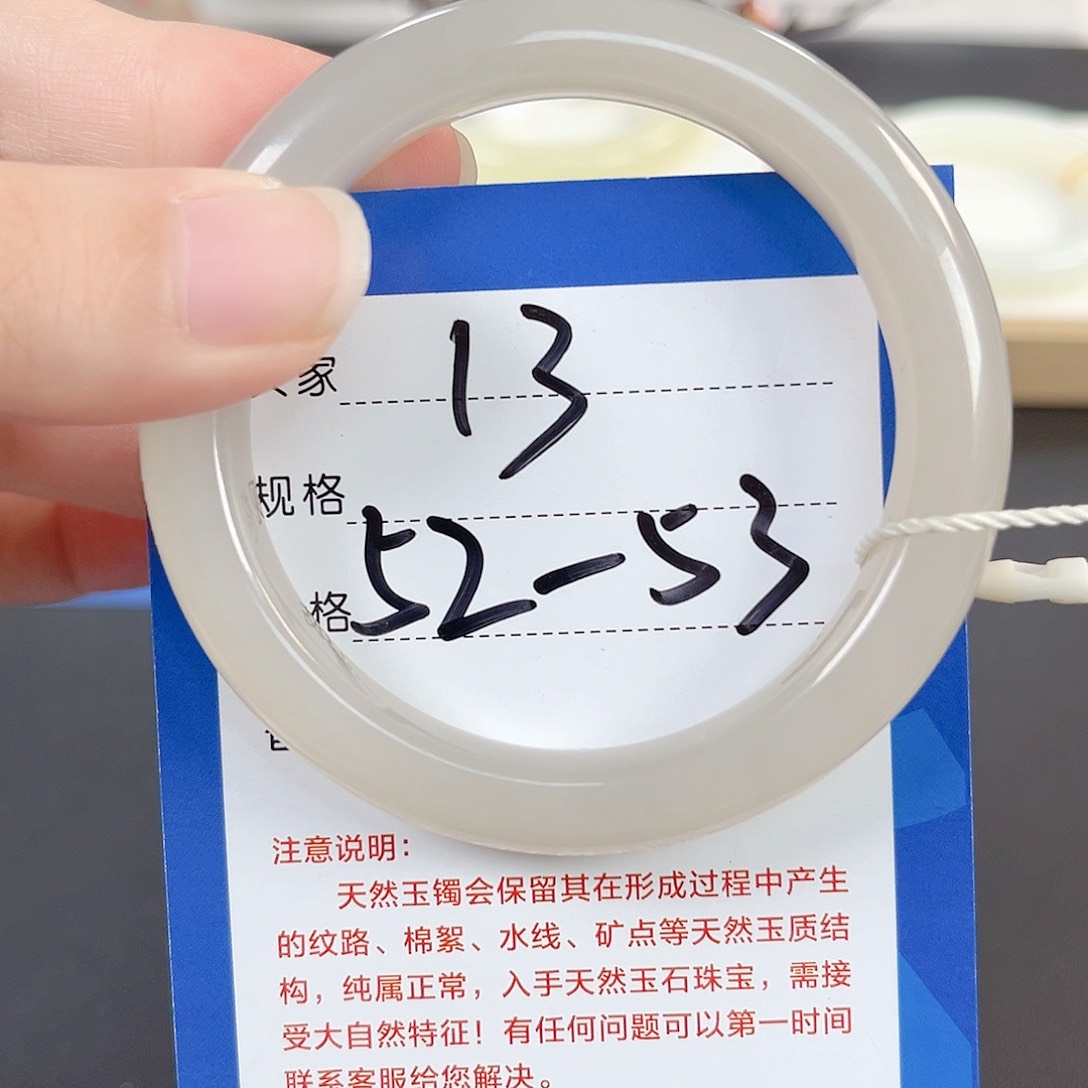 家 13
规格
格 52-53
注意说明：
天然玉镯会保留其在形成过程中产生
的纹路、棉絮、水线、矿点等天然玉质结
构，纯属正常，入手天然玉石珠宝，需接
受大自然特征！有任何问题可以第一时间
联系客服给您解决。